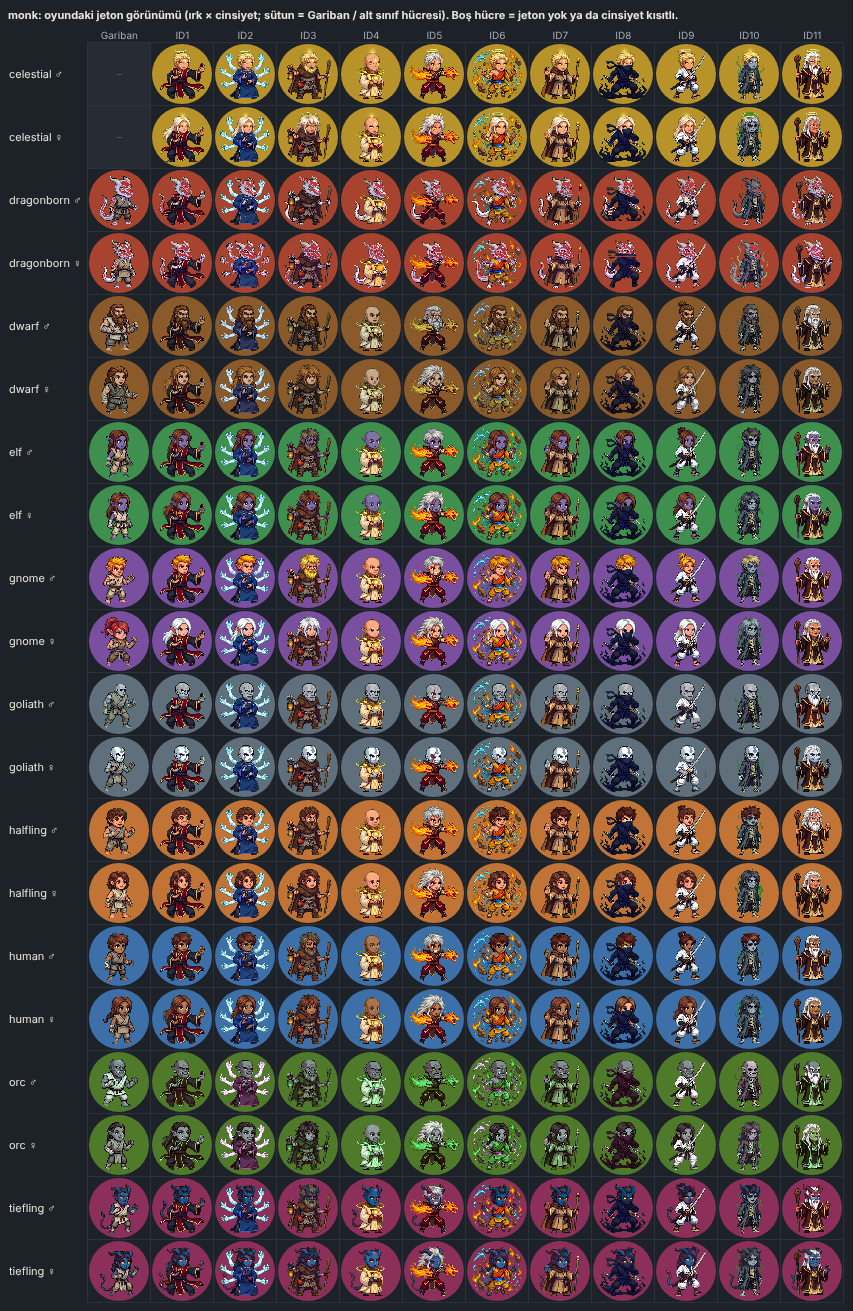 monk: oyundaki jeton görünümü (ırk × cinsiyet; sütun = Gariban / alt sınıf hücresi). Boş hücre = jeton yok ya da cinsiyet kısıtlı.
Gariban ID1 ID2 ID3 ID4 ID5 ID6 ID7 ID8 ID9 ID10 ID11
celestial ♂ –
celestial ♀ –
dragonborn ♂
dragonborn ♀
dwarf ♂
dwarf ♀
elf ♂
elf ♀
gnome ♂
gnome ♀
goliath ♂
goliath ♀
halfling ♂
halfling ♀
human ♂
human ♀
orc ♂
orc ♀
tiefling ♂
tiefling ♀